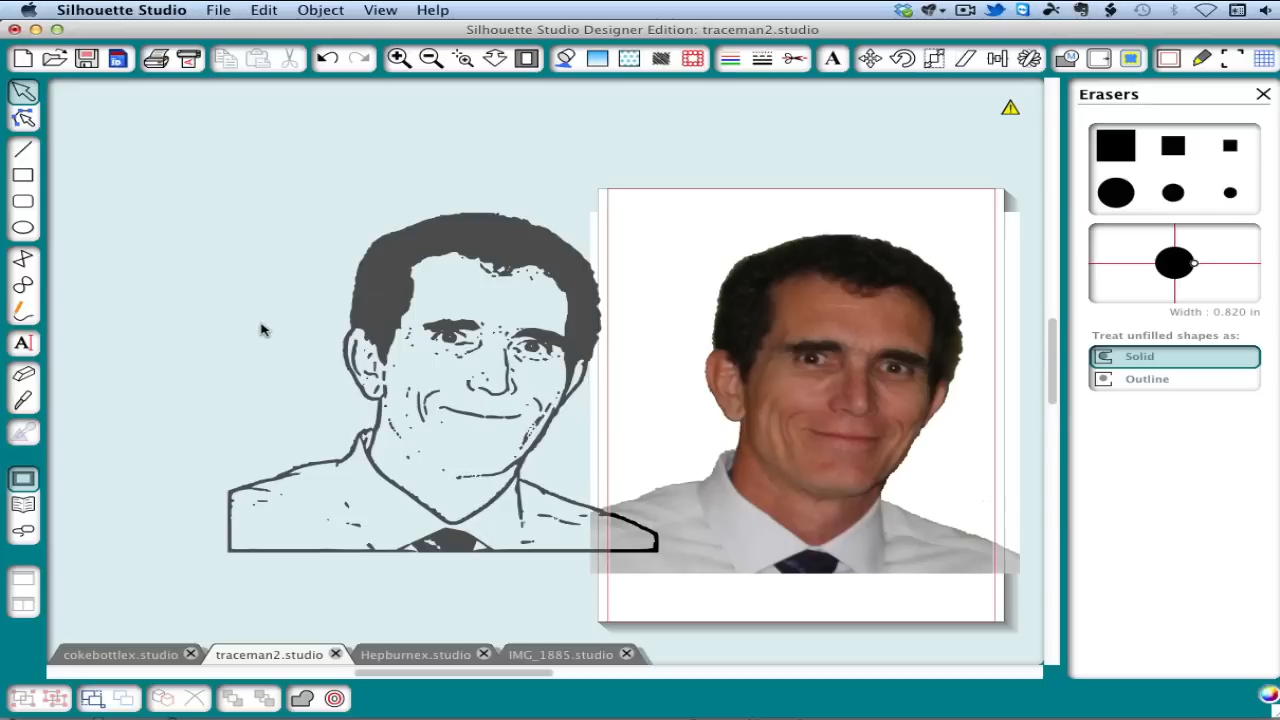 Silhouette Studio File Edit Object View Help
Silhouette Studio Designer Edition: traceman2.studio
Erasers
Width : 0.820 in
Treat unfilled shapes as:
Solid
Outline
cokebottlex.studio traceman2.studio Hepburnex.studio IMG_1885.studio